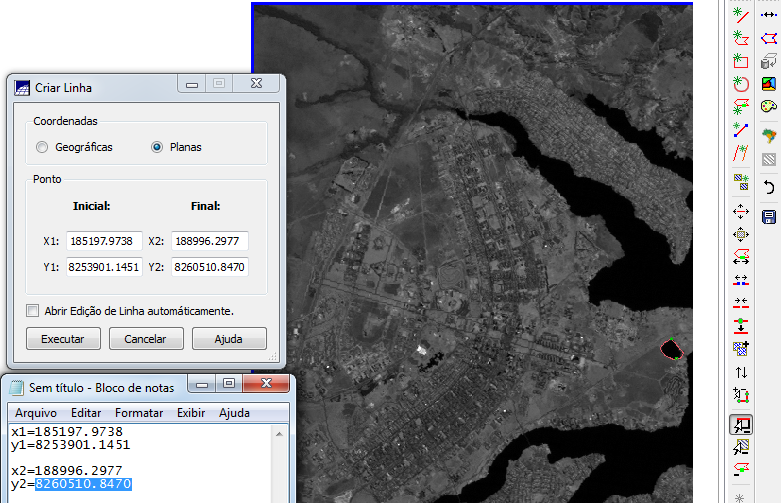 Criar Linha
Coordenadas
Geográficas
Planas
Ponto
Inicial: Final:
X1: 185197.9738 X2: 188996.2977
Y1: 8253901.1451 Y2: 8260510.8470
Abrir Edição de Linha automáticamente.
Executar Cancelar Ajuda
Sem título - Bloco de notas
Arquivo Editar Formatar Exibir Ajuda
x1=185197.9738
y1=8253901.1451
x2=188996.2977
y2=8260510.8470